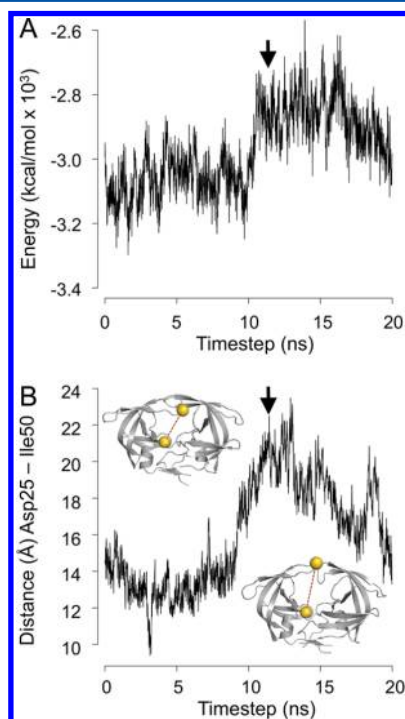 A
Energy (kcal/mol x 10³)
-2.6
-2.8
-3.0
-3.2
-3.4
0 5 10 15 20
Timestep (ns)
B
Distance (Å) Asp25 – Ile50
24
22
20
18
16
14
12
10
0 5 10 15 20
Timestep (ns)